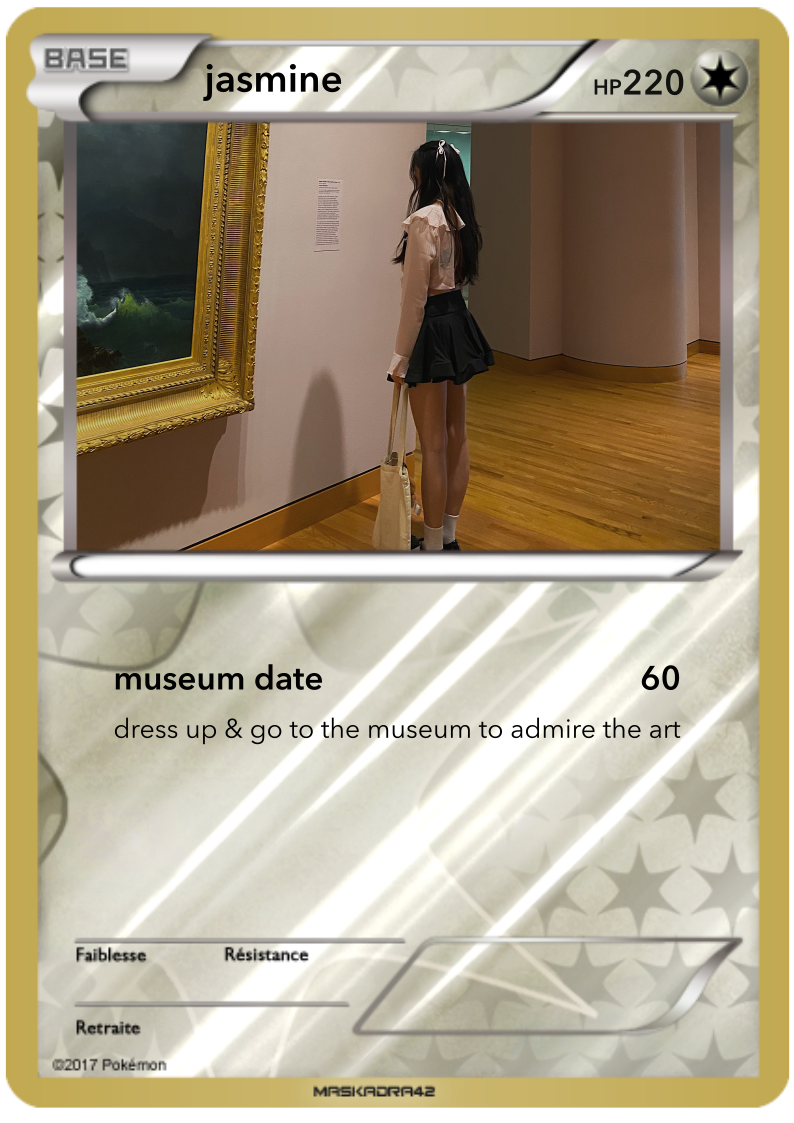 BASE
jasmine
HP220
museum date 60
dress up & go to the museum to admire the art
Faiblesse Résistance
Retraite
©2017 Pokémon
MASKADRA42